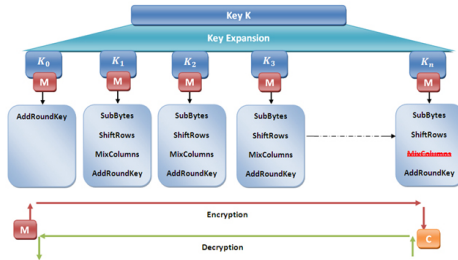 Key K
Key Expansion
K0 K1 K2 K3 Kn
M M M M M
AddRoundKey
SubBytes
ShiftRows
MixColumns
AddRoundKey
SubBytes
ShiftRows
MixColumns
AddRoundKey
SubBytes
ShiftRows
MixColumns
AddRoundKey
SubBytes
ShiftRows
MixColumns
AddRoundKey
Encryption
M
C
Decryption